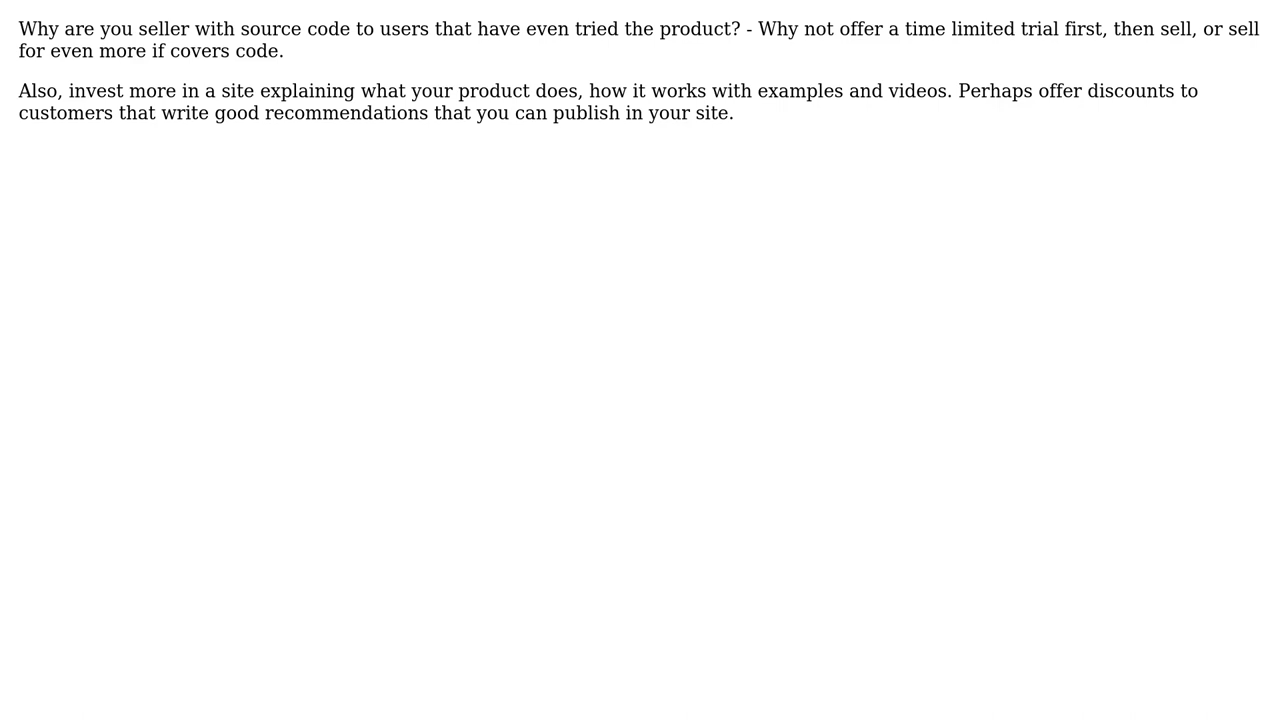 Why are you seller with source code to users that have even tried the product? - Why not offer a time limited trial first, then sell, or sell
for even more if covers code.
Also, invest more in a site explaining what your product does, how it works with examples and videos. Perhaps offer discounts to
customers that write good recommendations that you can publish in your site.